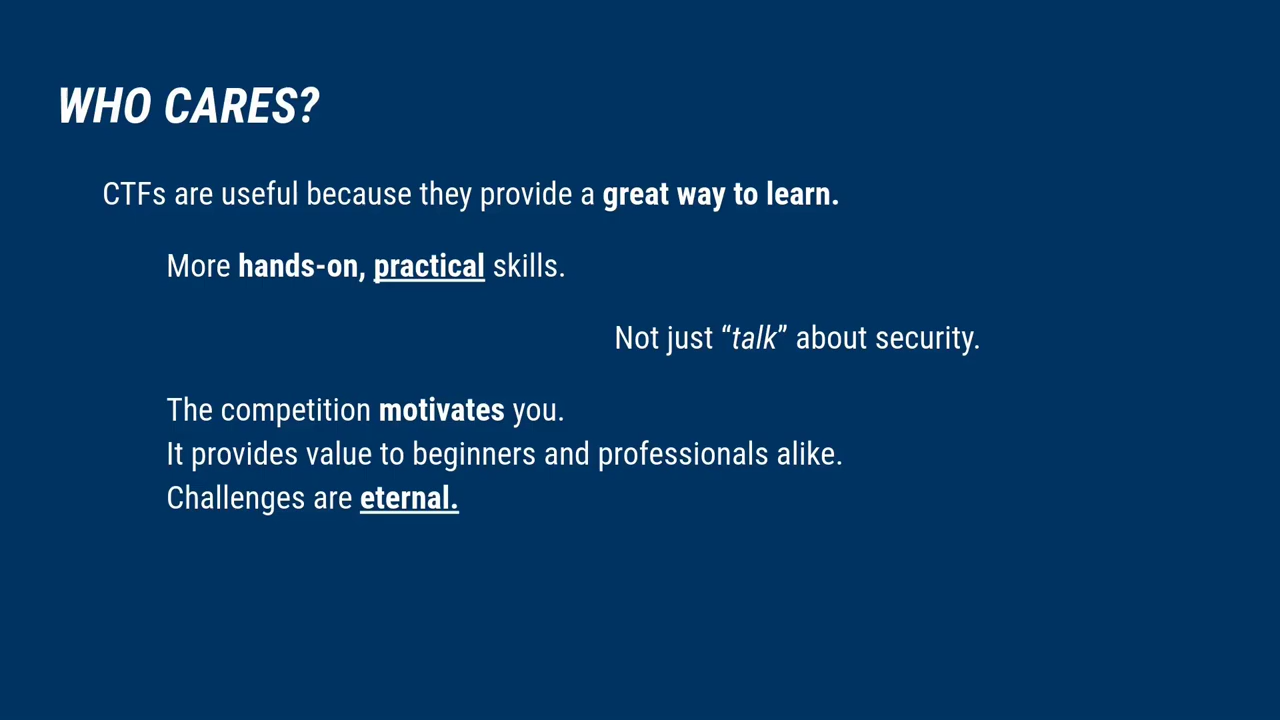 WHO CARES?
CTFs are useful because they provide a great way to learn.
More hands-on, practical skills.
Not just “talk” about security.
The competition motivates you.
It provides value to beginners and professionals alike.
Challenges are eternal.